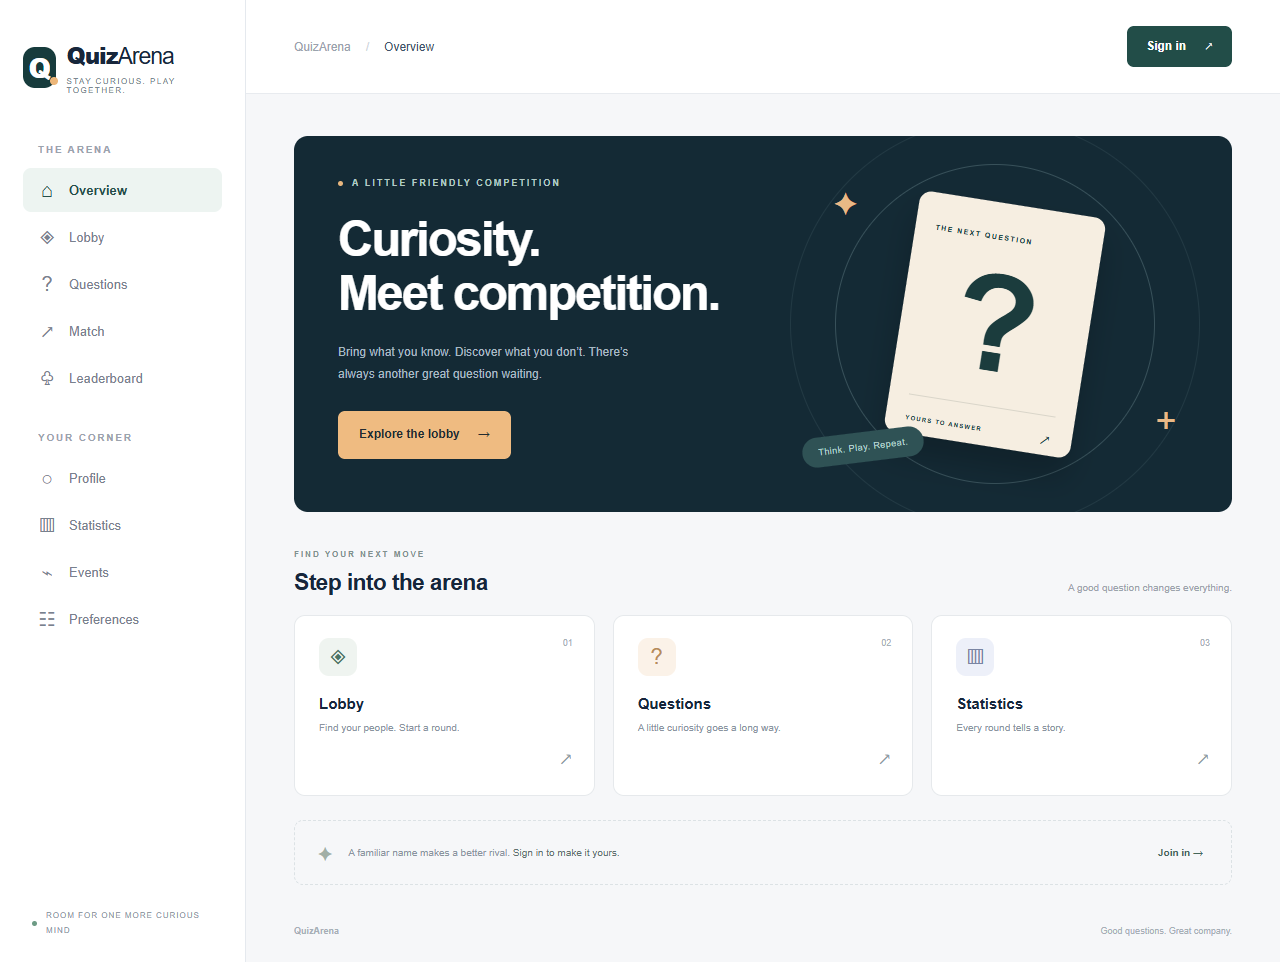 Q QuizArena
STAY CURIOUS. PLAY
TOGETHER.
THE ARENA
Overview
Lobby
? Questions
Match
Leaderboard
YOUR CORNER
Profile
Statistics
Events
Preferences
ROOM FOR ONE MORE CURIOUS
MIND
QuizArena / Overview
Sign in ↗
A LITTLE FRIENDLY COMPETITION
Curiosity.
Meet competition.
Bring what you know. Discover what you don't. There's
always another great question waiting.
Explore the lobby →
THE NEXT QUESTION
?
YOURS TO ANSWER ↗
Think. Play. Repeat.
FIND YOUR NEXT MOVE
Step into the arena
A good question changes everything.
01
Lobby
Find your people. Start a round.
↗
? 02
Questions
A little curiosity goes a long way.
↗
03
Statistics
Every round tells a story.
↗
A familiar name makes a better rival. Sign in to make it yours.
Join in →
QuizArena
Good questions. Great company.